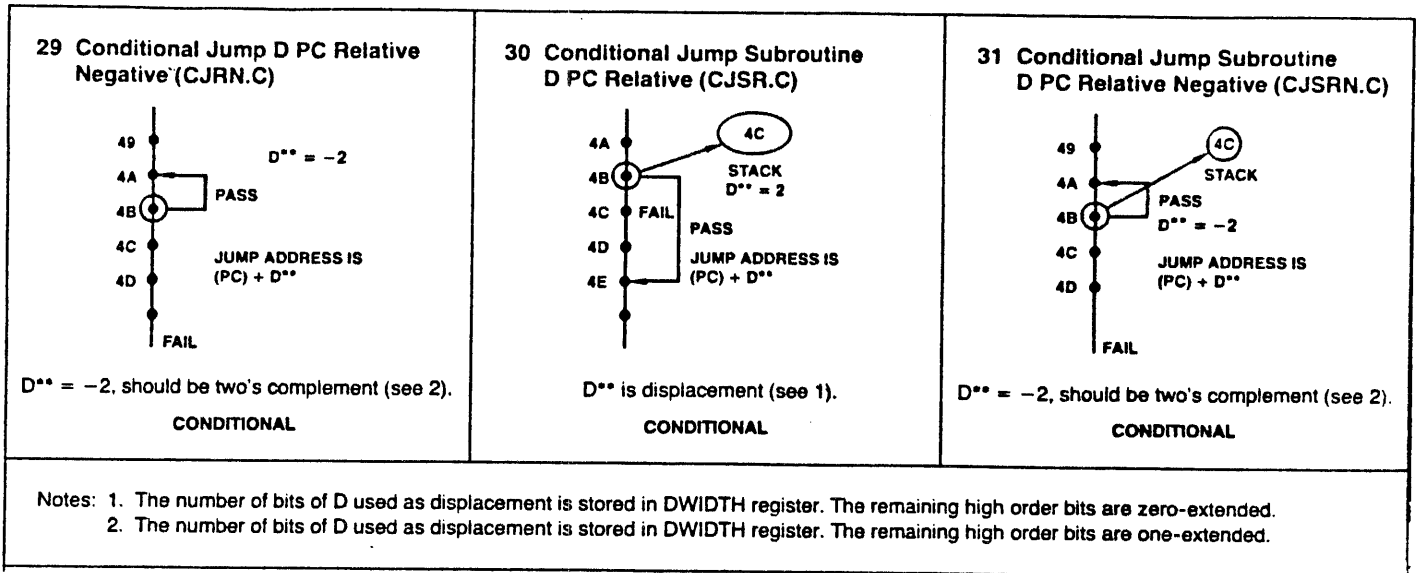 29 Conditional Jump D PC Relative
Negative (CJRN.C)
49
D** = −2
4A
PASS
4B
4C
JUMP ADDRESS IS
4D
(PC) + D**
FAIL
D** = −2, should be two's complement (see 2).
CONDITIONAL
30 Conditional Jump Subroutine
D PC Relative (CJSR.C)
4A
4C
STACK
4B
D** = 2
4C
FAIL
PASS
4D
JUMP ADDRESS IS
4E
(PC) + D**
D** is displacement (see 1).
CONDITIONAL
31 Conditional Jump Subroutine
D PC Relative Negative (CJSRN.C)
49
4C
STACK
4A
PASS
4B
D** = −2
4C
JUMP ADDRESS IS
4D
(PC) + D**
FAIL
D** = −2, should be two's complement (see 2).
CONDITIONAL
Notes: 1. The number of bits of D used as displacement is stored in DWIDTH register. The remaining high order bits are zero-extended.
2. The number of bits of D used as displacement is stored in DWIDTH register. The remaining high order bits are one-extended.